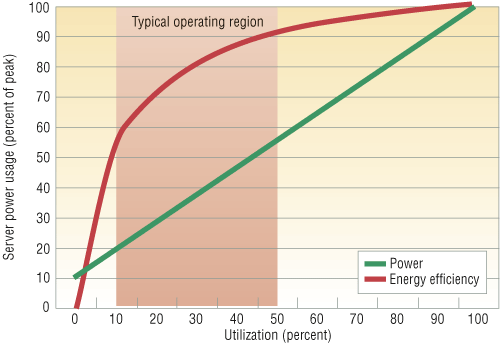 Server power usage (percent of peak)
100
90
80
70
60
50
40
30
20
10
0
Typical operating region
Power
Energy efficiency
0 10 20 30 40 50 60 70 80 90 100
Utilization (percent)